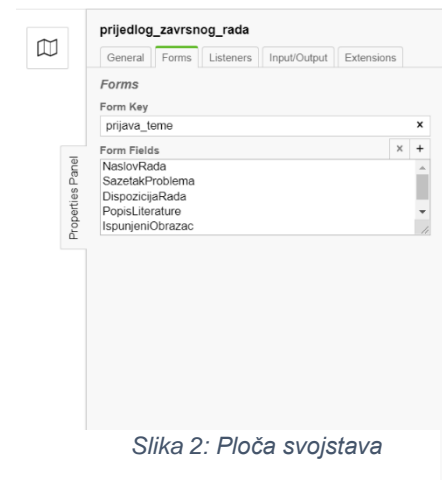 prijedlog_zavrsnog_rada
General Forms Listeners Input/Output Extensions
Forms
Form Key
prijava_teme x
Form Fields x +
NaslovRada
SazetakProblema
DispozicijaRada
PopisLiterature
IspunjeniObrazac
Properties Panel
Slika 2: Ploča svojstava